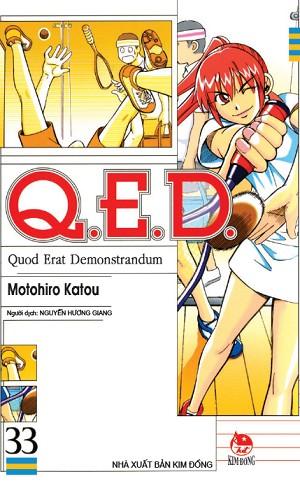 Q.E.D.
Quod Erat Demonstrandum
Motohiro Katou
Người dịch: NGUYỄN HƯƠNG GIANG
33
NHÀ XUẤT BẢN KIM ĐỒNG
KIM ĐỒNG